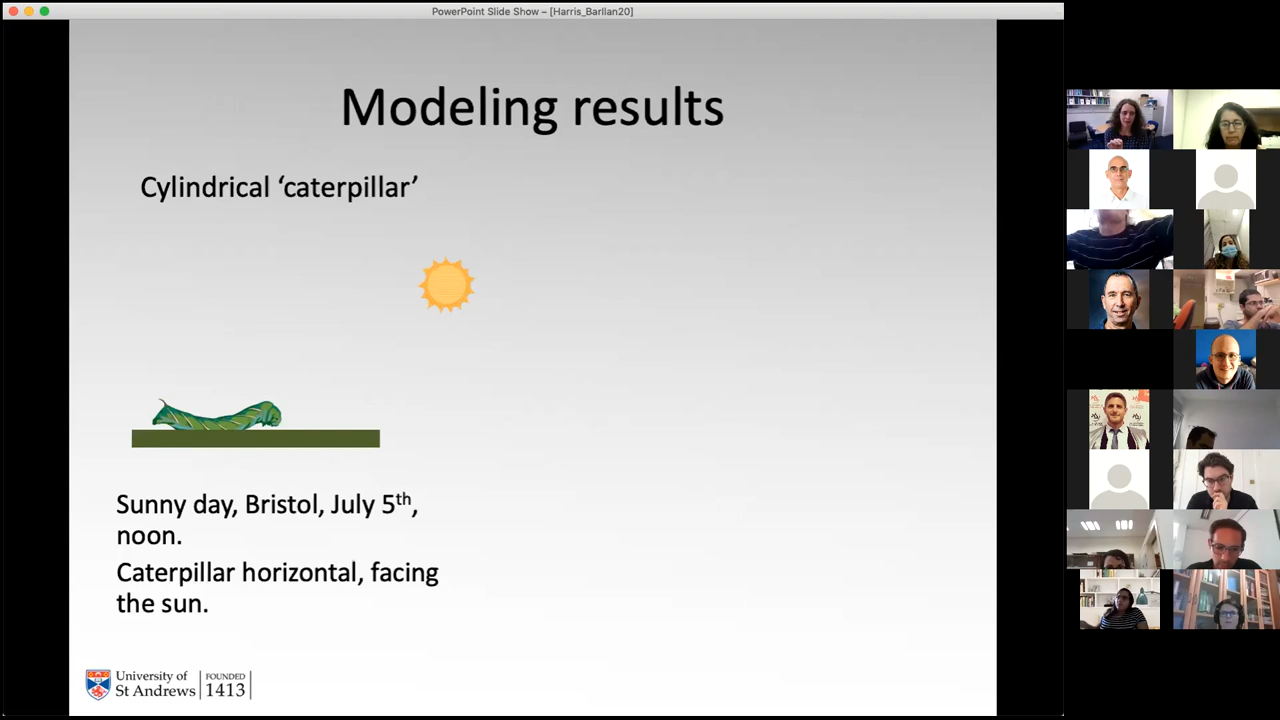 PowerPoint Slide Show – [Harris_BarIlan20]
Modeling results
Cylindrical ‘caterpillar’
Sunny day, Bristol, July 5th,
noon.
Caterpillar horizontal, facing
the sun.
University of
St Andrews
FOUNDED
1413